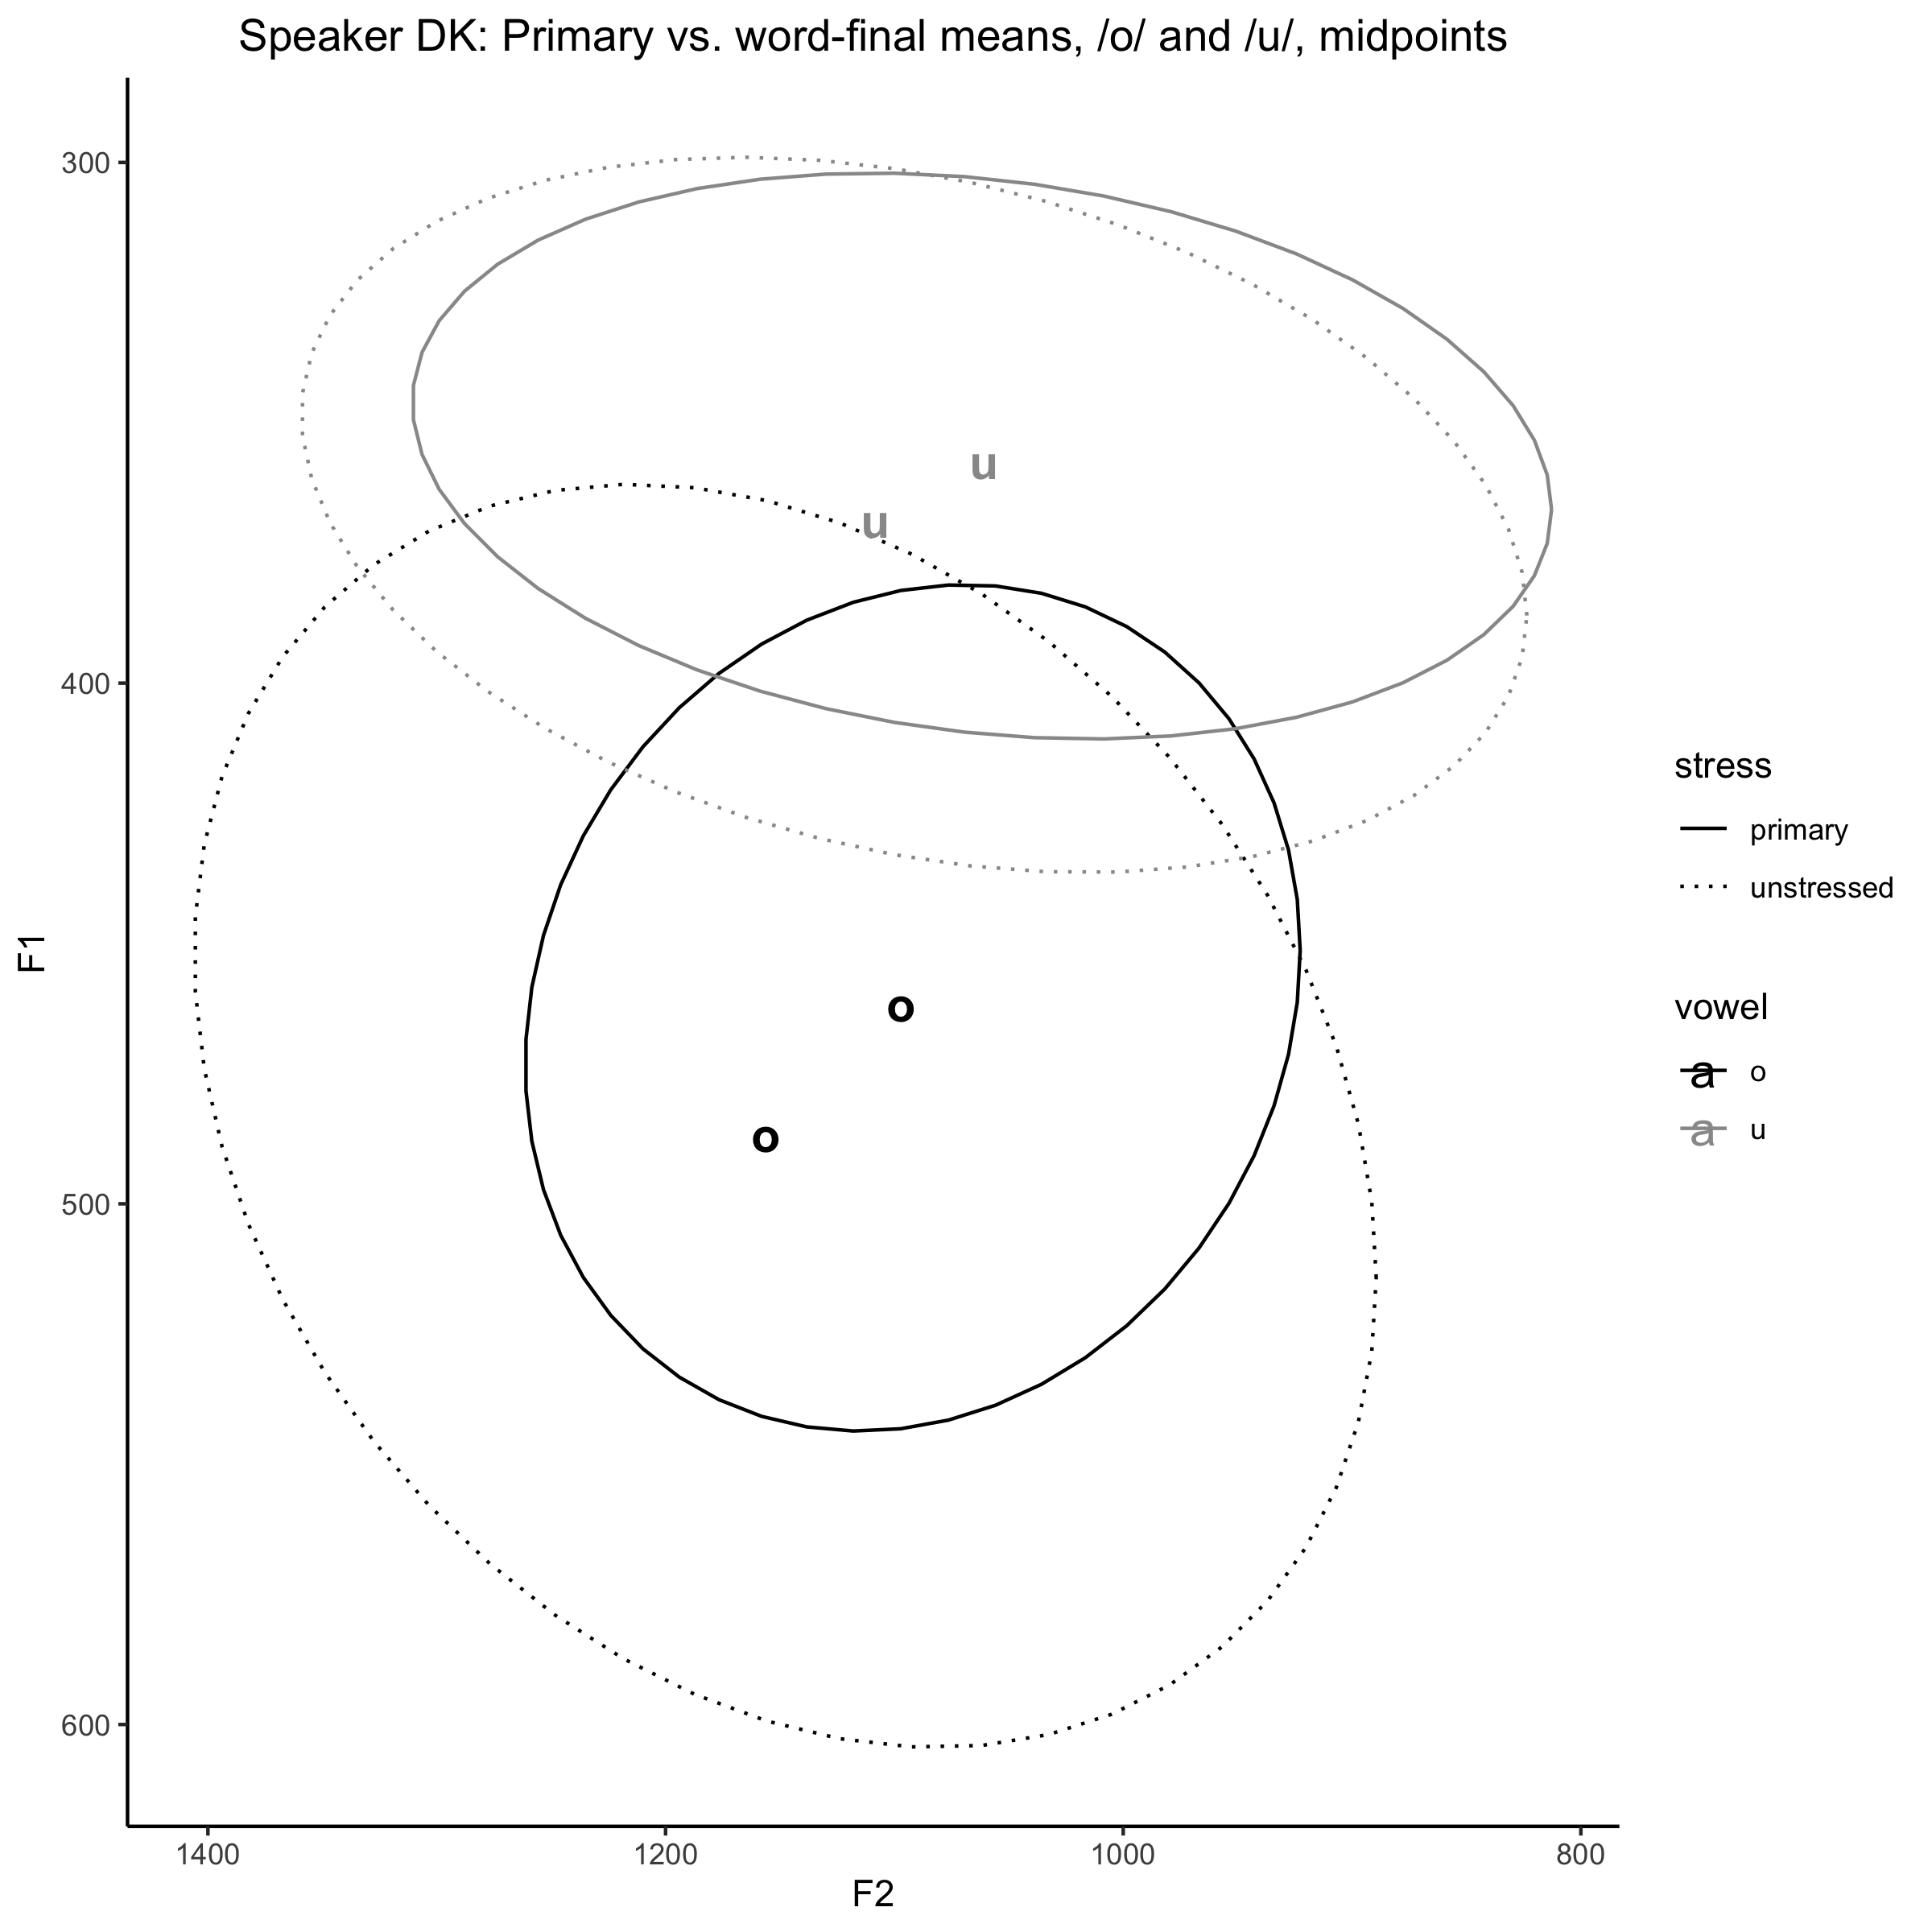 Speaker DK: Primary vs. word-final means, /o/ and /u/, midpoints
300
400
500
600
F1
u
u
o
o
1400
1200
1000
800
F2
stress
primary
unstressed
vowel
a o
a u